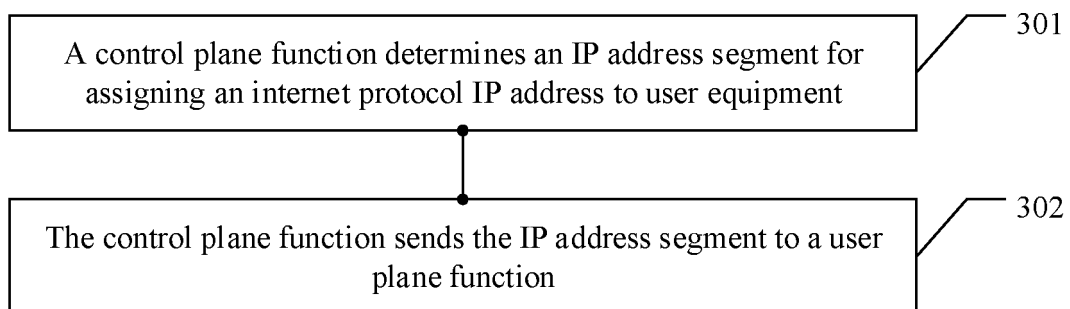 A control plane function determines an IP address segment for
assigning an internet protocol IP address to user equipment
301
The control plane function sends the IP address segment to a user
plane function
302